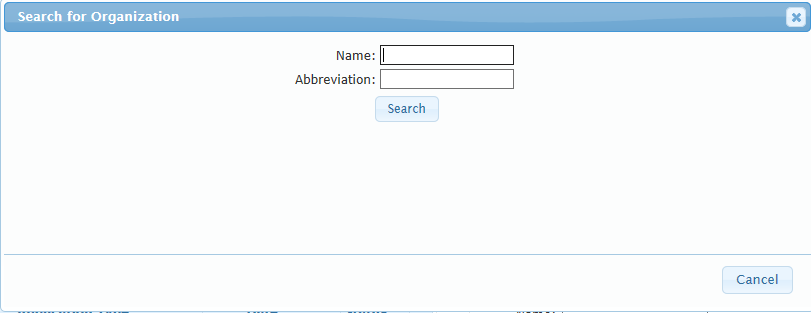 Search for Organization
Name:
Abbreviation:
Search
Cancel